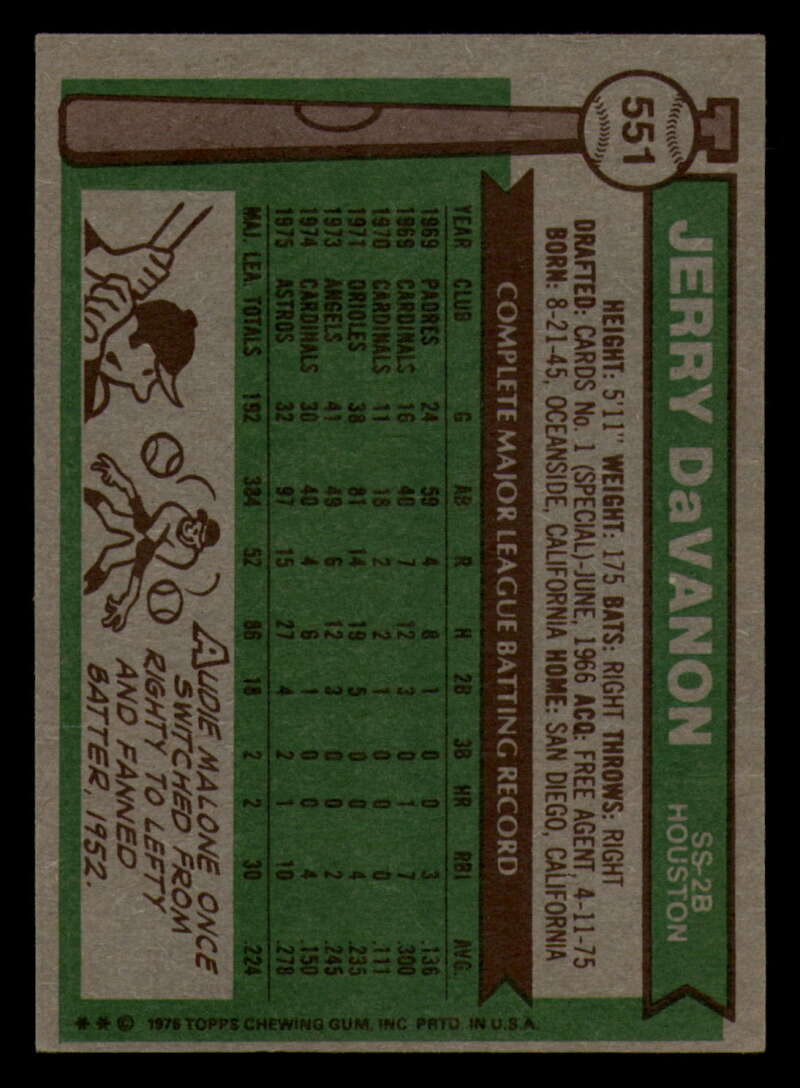 551
JERRY DaVANON
SS-2B
HOUSTON
HEIGHT: 5'11" WEIGHT: 175 BATS: RIGHT THROWS: RIGHT
DRAFTED: CARDS No. 1 (SPECIAL)-JUNE, 1966 ACQ: FREE AGENT, 4-11-75
BORN: 8-21-45, OCEANSIDE, CALIFORNIA HOME: SAN DIEGO, CALIFORNIA
COMPLETE MAJOR LEAGUE BATTING RECORD
YEAR CLUB G AB R H 2B 3B HR RBI AVG.
1969 PADRES 24 59 4 8 1 0 0 3 .136
1969 CARDINALS 16 40 7 12 3 0 1 7 .300
1970 CARDINALS 11 18 2 2 1 0 0 0 .111
1971 ORIOLES 38 81 14 19 5 0 0 4 .235
1973 ANGELS 41 49 6 12 3 0 0 2 .245
1974 CARDINALS 30 40 4 6 1 0 0 4 .150
1975 ASTROS 32 97 15 27 4 2 1 10 .278
MAJ. LEA. TOTALS 192 384 52 86 18 2 2 30 .224
AUDIE MALONE ONCE
SWITCHED FROM
RIGHTY TO LEFTY
AND FANNED
BATTER, 1952.
** © 1976 TOPPS CHEWING GUM, INC. PRTD. IN U.S.A.